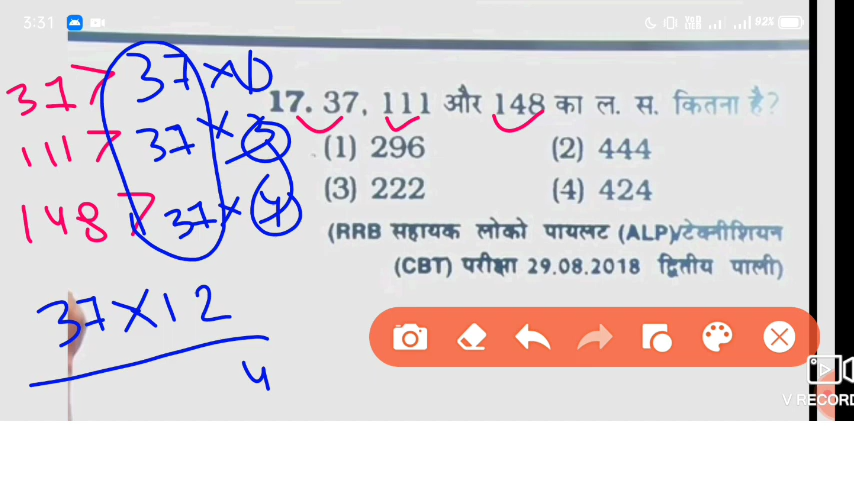 3:31
92%
37 37 × 1
111 37 × 3
148 37 × 4
37 × 12
4
17. 37, 111 और 148 का ल. स. कितना है?
(1) 296 (2) 444
(3) 222 (4) 424
(RRB सहायक लोको पायलट (ALP)/टेक्नीशियन
(CBT) परीक्षा 29.08.2018 द्वितीय पाली)
V RECORD